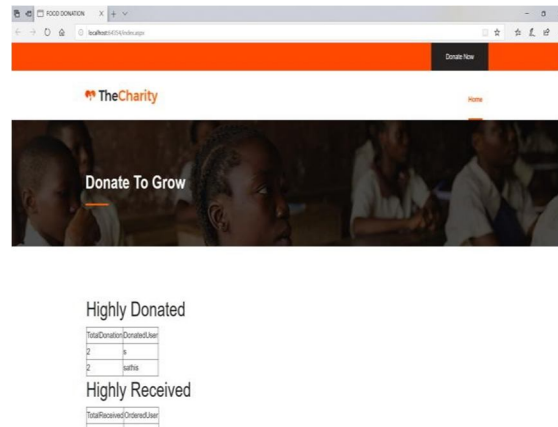 FOOD DONATION
Donate Now
TheCharity
Home
Donate To Grow
Highly Donated
TotalDonation DonatedUser
2 s
2 sathis
Highly Received
TotalReceived OrderedUser